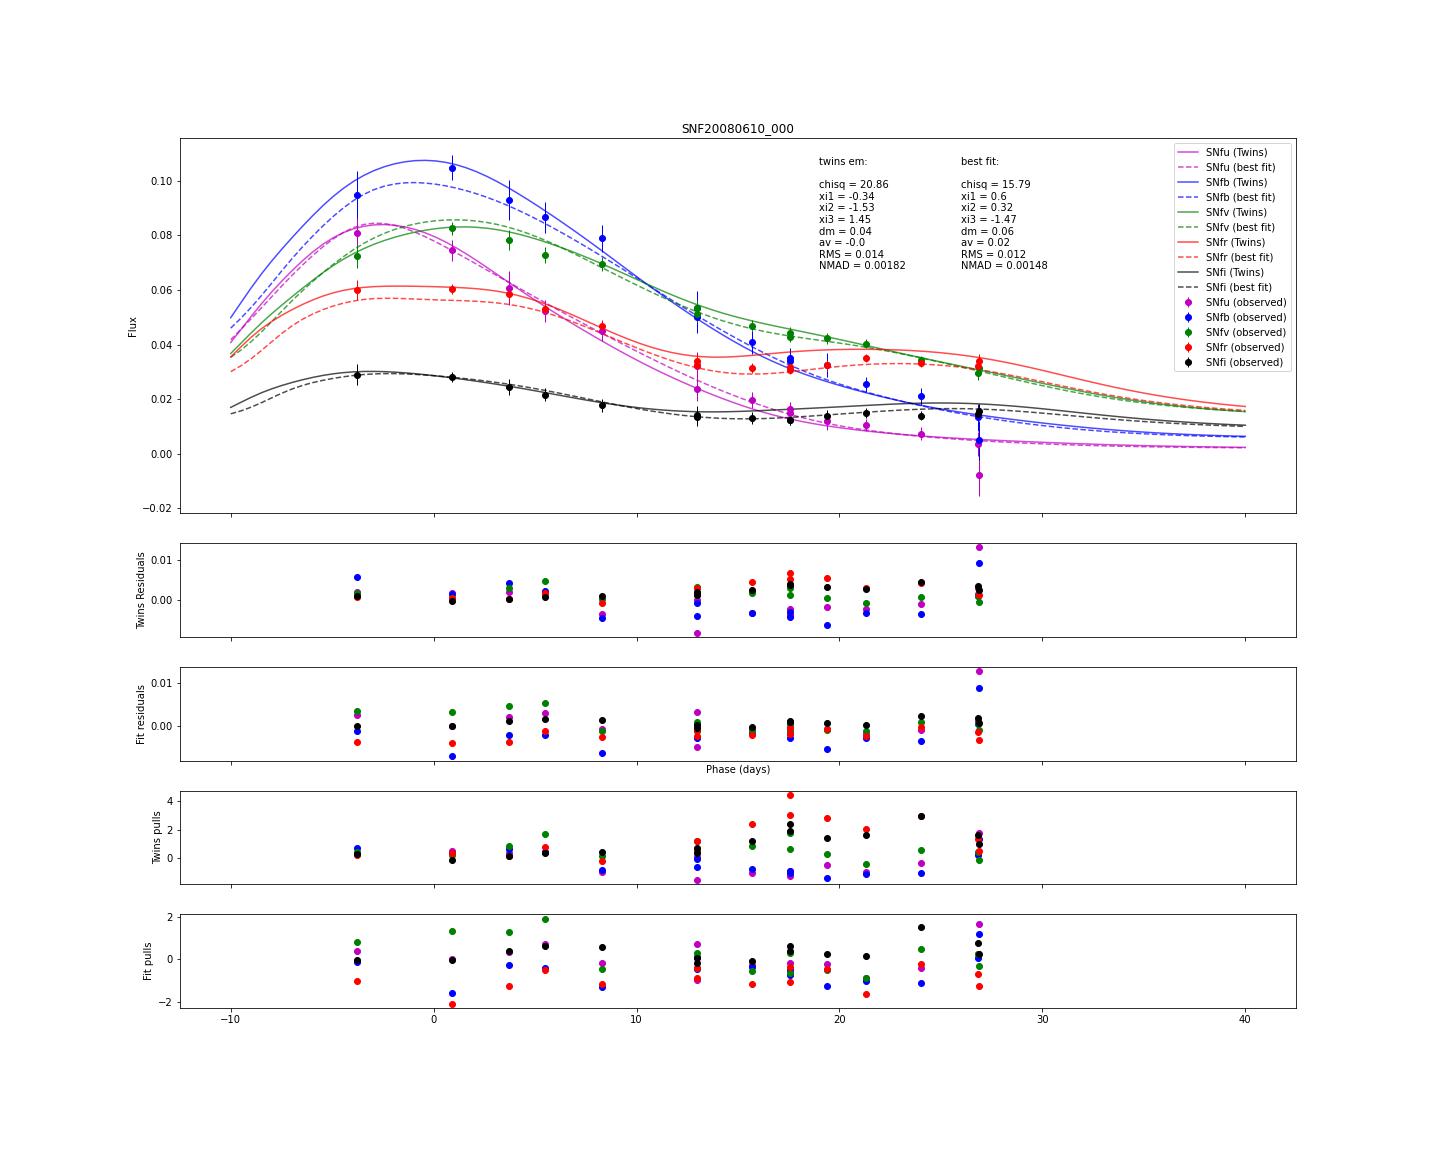 SNF20080610_000
Flux
0.10
0.08
0.06
0.04
0.02
0.00
−0.02
twins em:
chisq = 20.86
xi1 = -0.34
xi2 = -1.53
xi3 = 1.45
dm = 0.04
av = -0.0
RMS = 0.014
NMAD = 0.00182
best fit:
chisq = 15.79
xi1 = 0.6
xi2 = 0.32
xi3 = -1.47
dm = 0.06
av = 0.02
RMS = 0.012
NMAD = 0.00148
SNfu (Twins)
SNfu (best fit)
SNfb (Twins)
SNfb (best fit)
SNfv (Twins)
SNfv (best fit)
SNfr (Twins)
SNfr (best fit)
SNfi (Twins)
SNfi (best fit)
SNfu (observed)
SNfb (observed)
SNfv (observed)
SNfr (observed)
SNfi (observed)
Twins Residuals
0.01
0.00
Fit residuals
0.01
0.00
Phase (days)
Twins pulls
4
2
0
Fit pulls
2
0
−2
−10 0 10 20 30 40